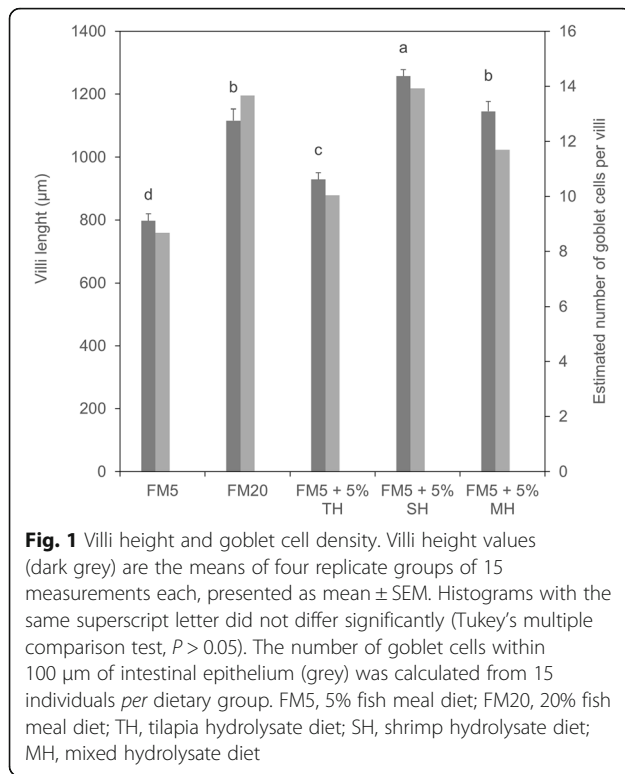 1400
1200
1000
800
600
400
200
0
Villi lenght (µm)
d
b
c
a
b
16
14
12
10
8
6
4
2
0
Estimated number of goblet cells per villi
FM5
FM20
FM5 + 5%
TH
FM5 + 5%
SH
FM5 + 5%
MH
Fig. 1 Villi height and goblet cell density. Villi height values
(dark grey) are the means of four replicate groups of 15
measurements each, presented as mean ± SEM. Histograms with the
same superscript letter did not differ significantly (Tukey's multiple
comparison test, P > 0.05). The number of goblet cells within
100 μm of intestinal epithelium (grey) was calculated from 15
individuals per dietary group. FM5, 5% fish meal diet; FM20, 20% fish
meal diet; TH, tilapia hydrolysate diet; SH, shrimp hydrolysate diet;
MH, mixed hydrolysate diet